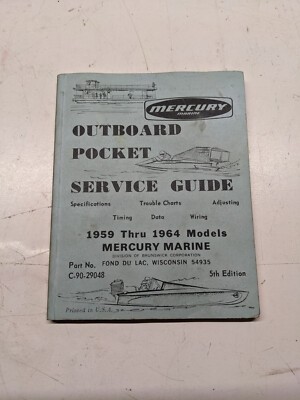 MERCURY
MARINE
OUTBOARD
POCKET
SERVICE GUIDE
Specifications Trouble Charts Adjusting
Timing Data Wiring
1959 Thru 1964 Models
MERCURY MARINE
DIVISION OF BRUNSWICK CORPORATION
Part No. FOND DU LAC, WISCONSIN 54935
C-90-29048 5th Edition
Printed in U.S.A.